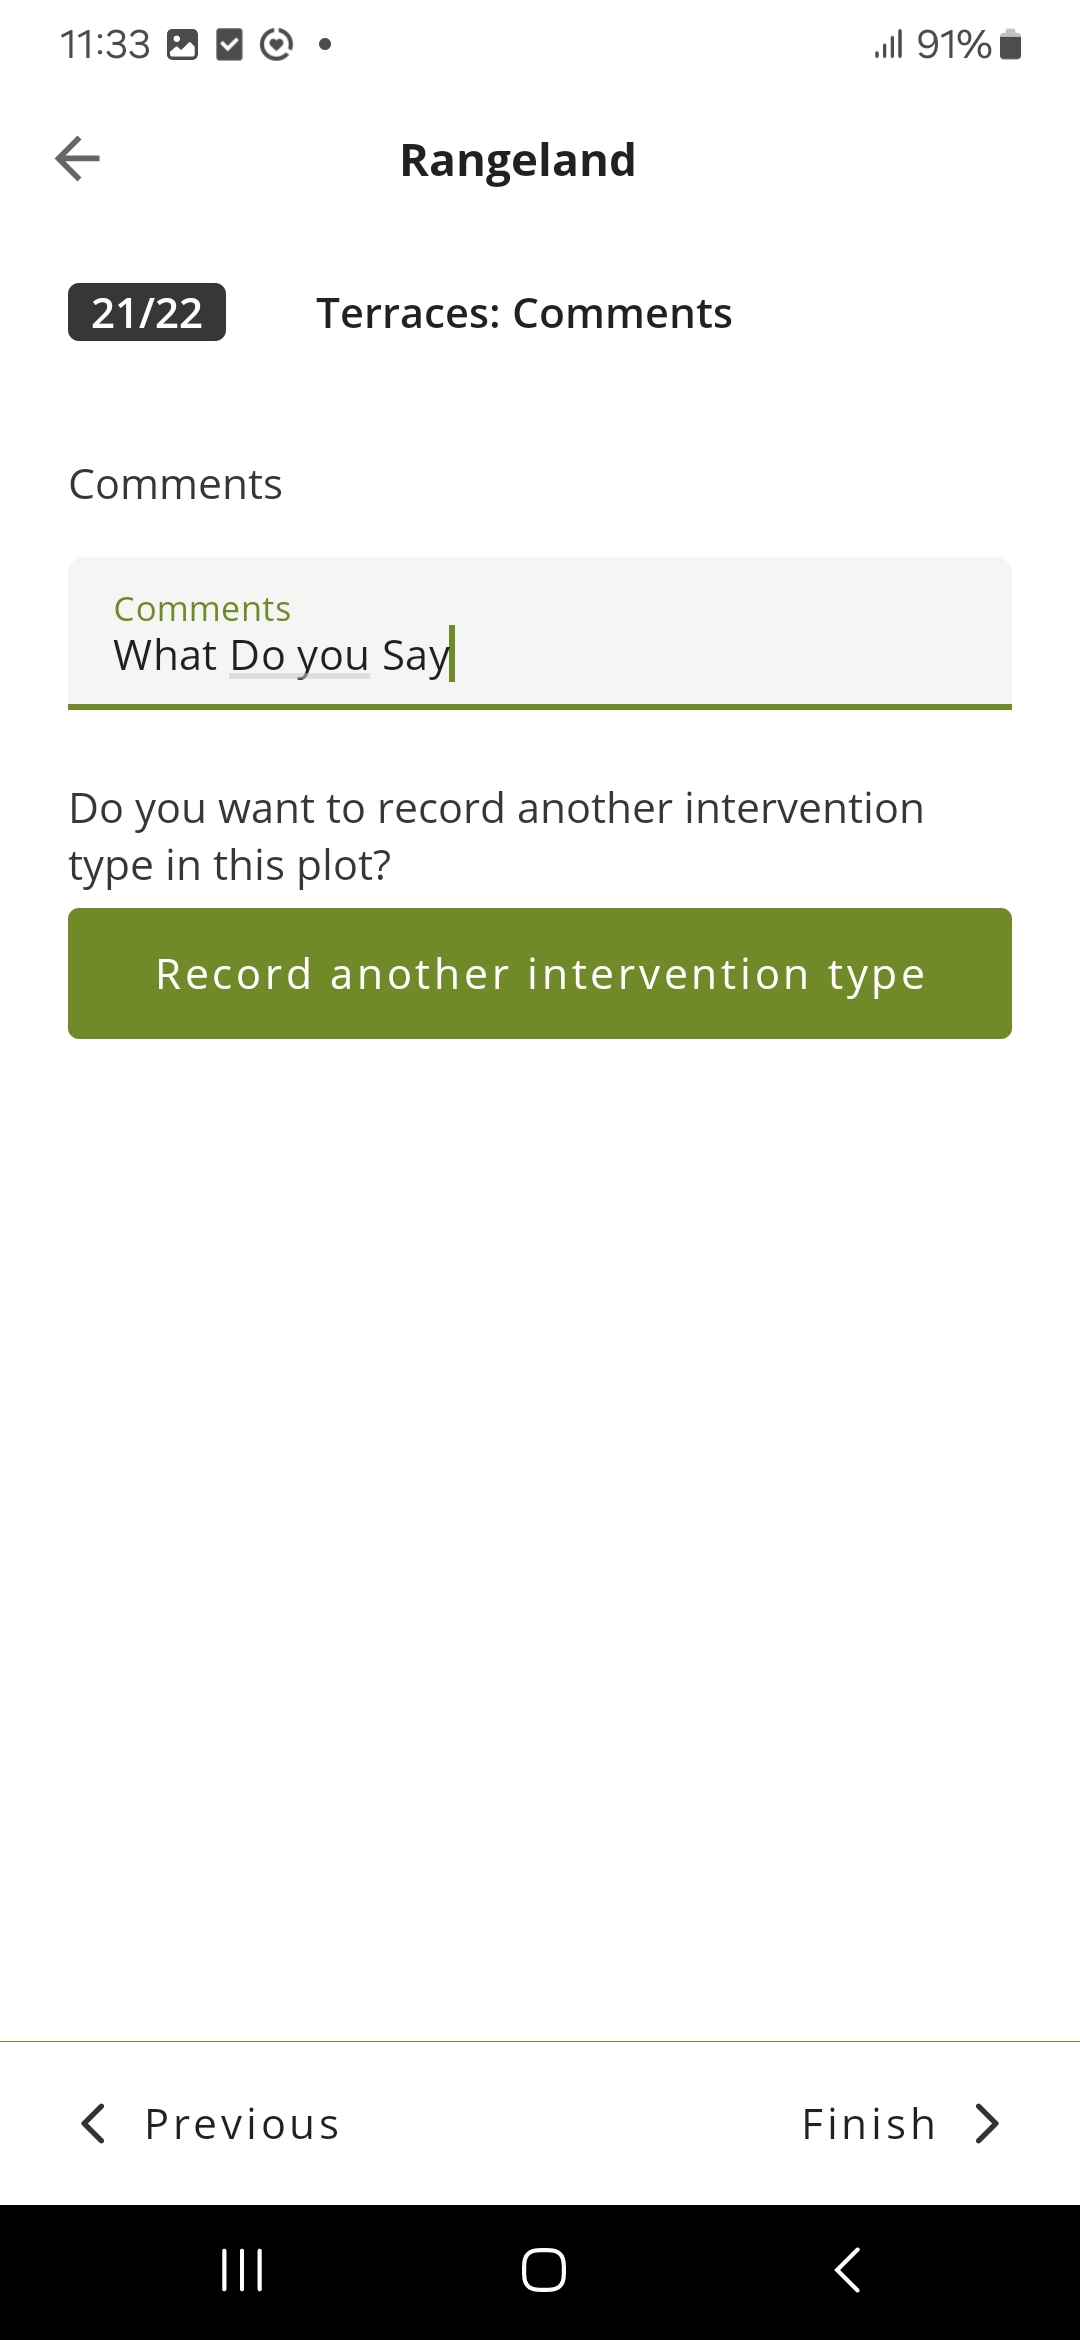 11:33
91%
Rangeland
21/22
Terraces: Comments
Comments
Comments
What Do you Say
Do you want to record another intervention
type in this plot?
Record another intervention type
Previous
Finish